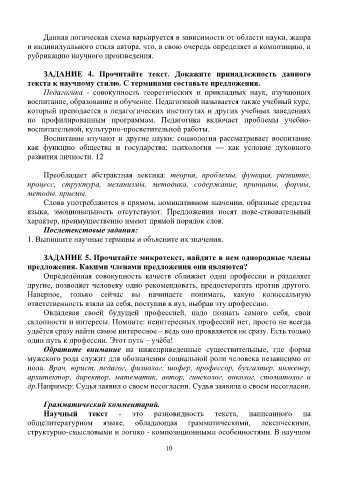 Данная логическая схема варьируется в зависимости от области науки, жанра
и индивидуального стиля автора, что, в свою очередь определяет и композицию, и
рубрикацию научного произведения.
ЗАДАНИЕ 4. Прочитайте текст. Докажите принадлежность данного
текста к научному стилю. С терминами составьте предложения.
Педагогика - совокупность теоретических и прикладных наук, изучающих
воспитание, образование и обучение. Педагогикой называется также учебный курс,
который преподается в педагогических институтах и других учебных заведениях
по профилированным программам. Педагогика включает проблемы учебно-
воспитательной, культурно-просветительской работы.
Воспитание изучают и другие науки: социология рассматривает воспитание
как функцию общества и государства; психология — как условие духовного
развития личности. 12
Преобладает абстрактная лексика: теория, проблемы, функция, развитие,
процесс, структура, механизмы, методика, содержание, принципы, формы,
методы, приемы.
Слова употребляются в прямом, номинативном значении, образные средства
языка, эмоциональность отсутствуют. Предложения носят пове-ствовательный
характер, преимущественно имеют прямой порядок слов.
Послетекстовые задания:
1. Выпишите научные термины и объясните их значения.
ЗАДАНИЕ 5. Прочитайте микротекст, найдите в нем однородные члены
предложения. Какими членами предложения они являются?
Определённая совокупность качеств сближает одни профессии и разделяет
другие, позволяет человеку одно рекомендовать, предостерегать против другого.
Наверное, только сейчас вы начинаете понимать, какую колоссальную
ответственность взяли на себя, поступив в вуз, выбрав эту профессию.
Овладевая своей будущей профессией, надо познать самого себя, свои
склонности и интересы. Помните: неинтересных профессий нет, просто не всегда
удаётся сразу найти самое интересное – ведь оно проявляется не сразу. Есть только
один путь к профессии. Этот путь – учёба!
Обратите внимание на нижеприведенные существительные, где форма
мужского рода служит для обозначения социальной роли человека независимо от
пола. Врач, юрист, педагог, физиолог, шофер, профессор, бухгалтер, инженер,
архитектор, директор, математик, автор, гинеколог, онколог, стоматолог и
др.Например: Судья заявил о своем несогласии. Судья заявила о своем несогласии.
Грамматический комментарий.
Научный текст - это разновидность текста, написанного на
общелитературном языке, обладающая грамматическими, лексическими,
структурно-смысловыми и логико - композиционными особенностями. В научном
10